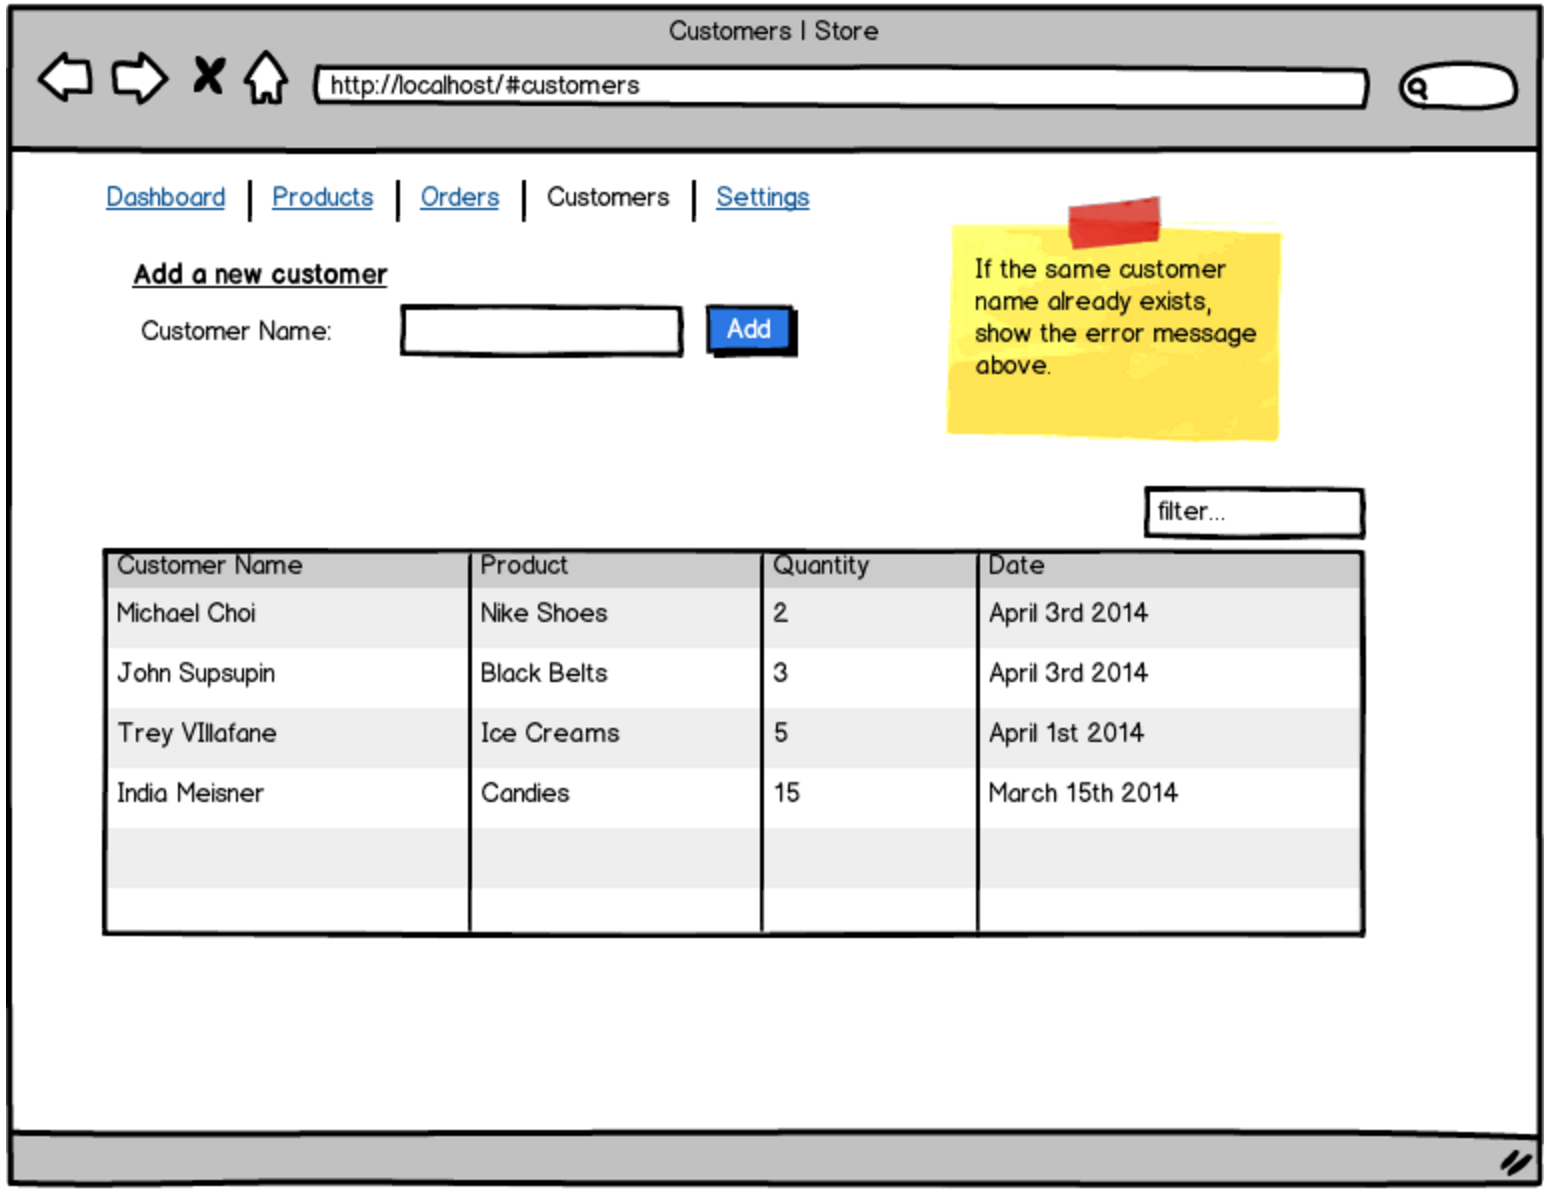 Customers | Store
http://localhost/#customers
Dashboard | Products | Orders | Customers | Settings
Add a new customer
Customer Name:
Add
If the same customer
name already exists,
show the error message
above.
filter...
Customer Name Product Quantity Date
Michael Choi Nike Shoes 2 April 3rd 2014
John Supsupin Black Belts 3 April 3rd 2014
Trey VIllafane Ice Creams 5 April 1st 2014
India Meisner Candies 15 March 15th 2014